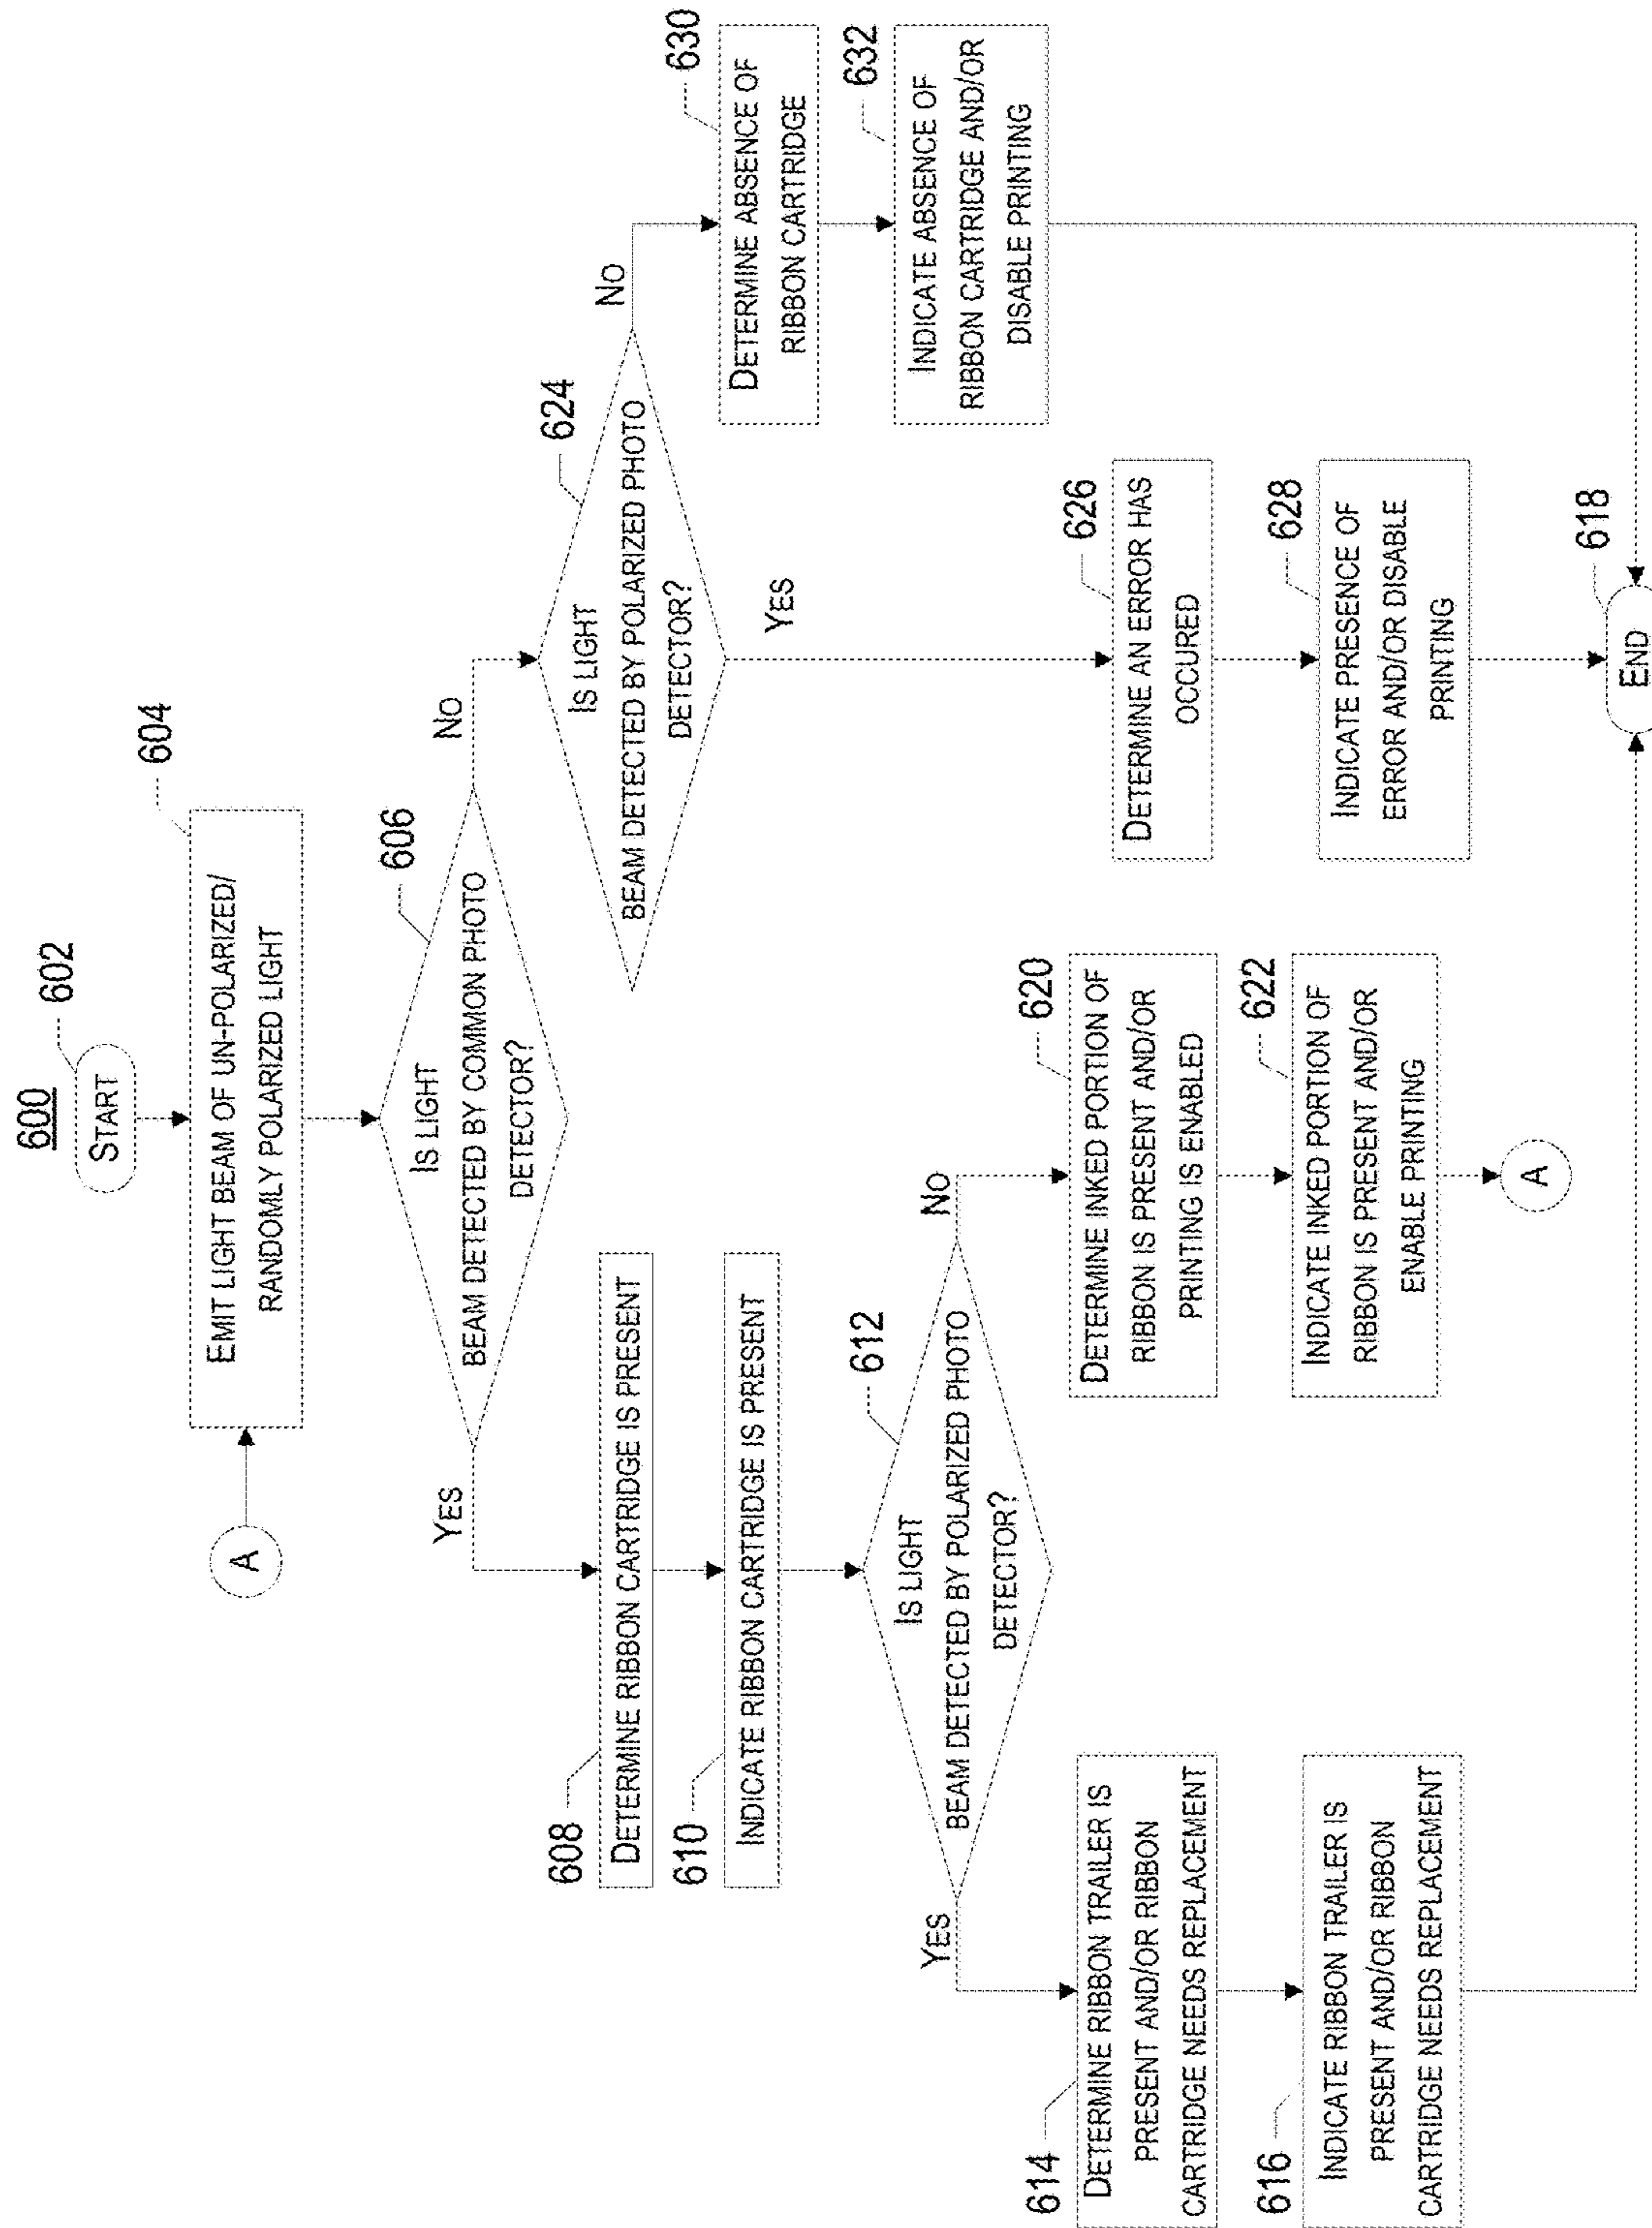 600
602
START
604
EMIT LIGHT BEAM OF UN-POLARIZED/
RANDOMLY POLARIZED LIGHT
A
606
IS LIGHT
BEAM DETECTED BY COMMON PHOTO
DETECTOR?
YES
NO
608
DETERMINE RIBBON CARTRIDGE IS PRESENT
610
INDICATE RIBBON CARTRIDGE IS PRESENT
612
IS LIGHT
BEAM DETECTED BY POLARIZED PHOTO
DETECTOR?
YES
NO
614
DETERMINE RIBBON TRAILER IS
PRESENT AND/OR RIBBON
CARTRIDGE NEEDS REPLACEMENT
616
INDICATE RIBBON TRAILER IS
PRESENT AND/OR RIBBON
CARTRIDGE NEEDS REPLACEMENT
620
DETERMINE INKED PORTION OF
RIBBON IS PRESENT AND/OR
PRINTING IS ENABLED
622
INDICATE INKED PORTION OF
RIBBON IS PRESENT AND/OR
ENABLE PRINTING
A
624
IS LIGHT
BEAM DETECTED BY POLARIZED PHOTO
DETECTOR?
YES
NO
626
DETERMINE AN ERROR HAS
OCCURED
628
INDICATE PRESENCE OF
ERROR AND/OR DISABLE
PRINTING
630
DETERMINE ABSENCE OF
RIBBON CARTRIDGE
632
INDICATE ABSENCE OF
RIBBON CARTRIDGE AND/OR
DISABLE PRINTING
618
END